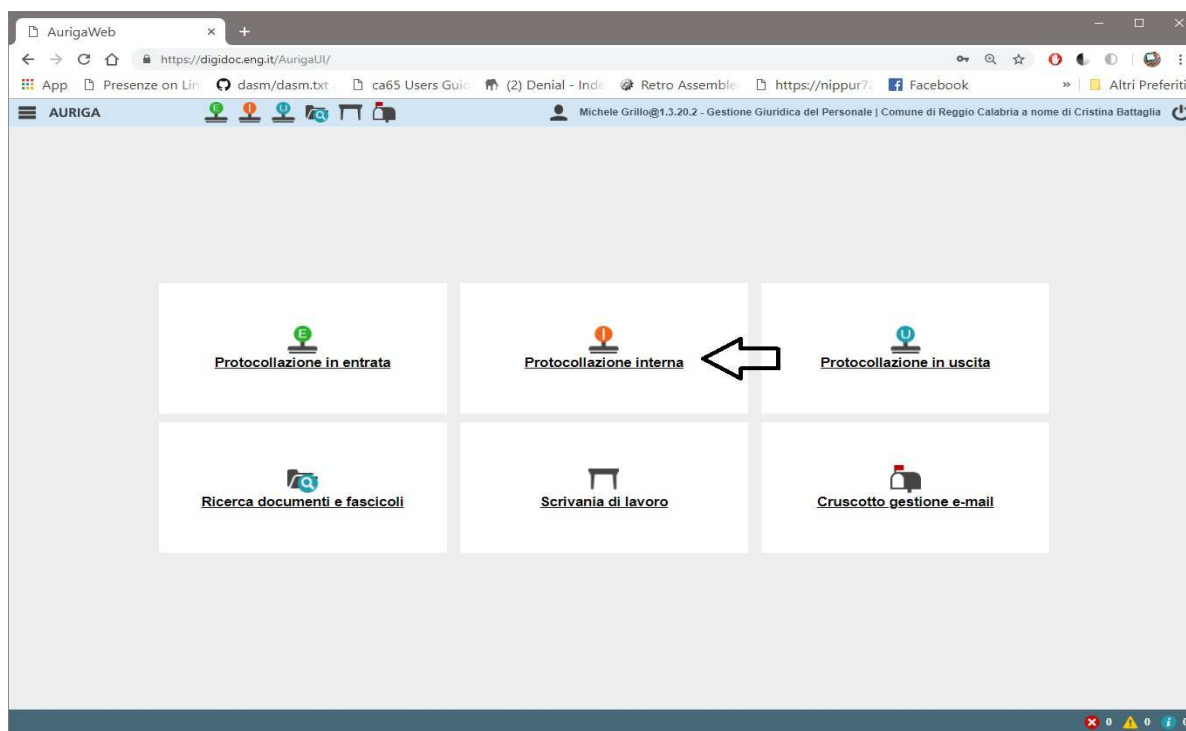 AurigaWeb
https://digidoc.eng.it/AurigaUI/
App Presenze on Lin dasm/dasm.txt ca65 Users Guid (2) Denial - Inde Retro Assemble https://nippur7 Facebook » Altri Preferiti
AURIGA E I U Michele Grillo@1.3.20.2 - Gestione Giuridica del Personale | Comune di Reggio Calabria a nome di Cristina Battaglia
E I U
Protocollazione in entrata Protocollazione interna Protocollazione in uscita
Ricerca documenti e fascicoli Scrivania di lavoro Cruscotto gestione e-mail
0 0